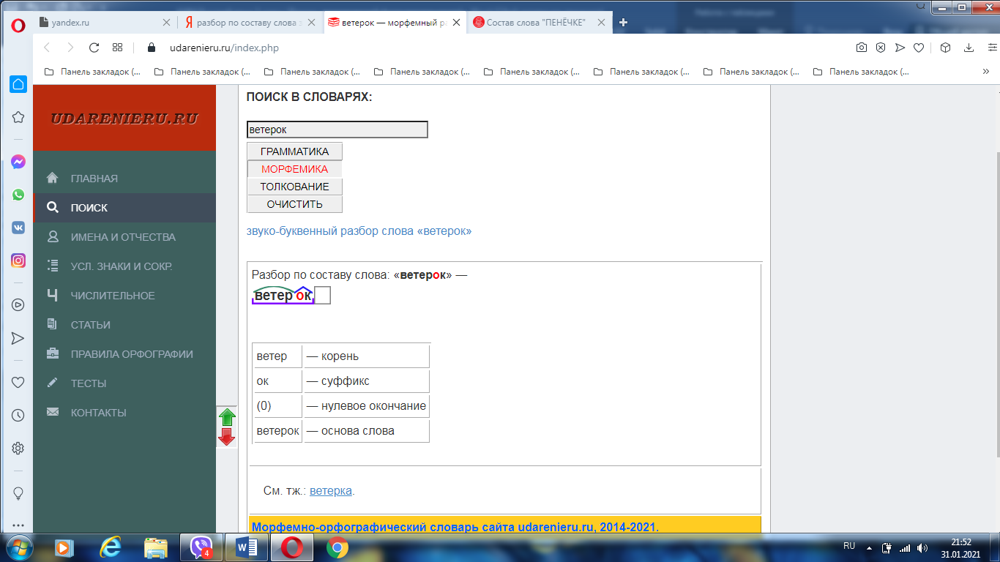 yandex.ru
разбор по составу слова
ветерок — морфемный р
Состав слова "ПЕНЁЧКЕ"
udarenieru.ru/index.php
Панель закладок (... Панель закладок (... Панель закладок (... Панель закладок (... Панель закладок (... Панель закладок (... Панель закладок (... Панель закладок (...
UDARENIERU.RU
ГЛАВНАЯ
ПОИСК
ИМЕНА И ОТЧЕСТВА
УСЛ. ЗНАКИ И СОКР.
ЧИСЛИТЕЛЬНОЕ
СТАТЬИ
ПРАВИЛА ОРФОГРАФИИ
ТЕСТЫ
КОНТАКТЫ
ПОИСК В СЛОВАРЯХ:
ветерок
ГРАММАТИКА
МОРФЕМИКА
ТОЛКОВАНИЕ
ОЧИСТИТЬ
звуко-буквенный разбор слова «ветерок»
Разбор по составу слова: «ветерок» —
ветер ок
ветер — корень
ок — суффикс
(0) — нулевое окончание
ветерок — основа слова
См. тж.: ветерка.
Морфемно-орфографический словарь сайта udarenieru.ru, 2014-2021.
4
RU
21:52
31.01.2021